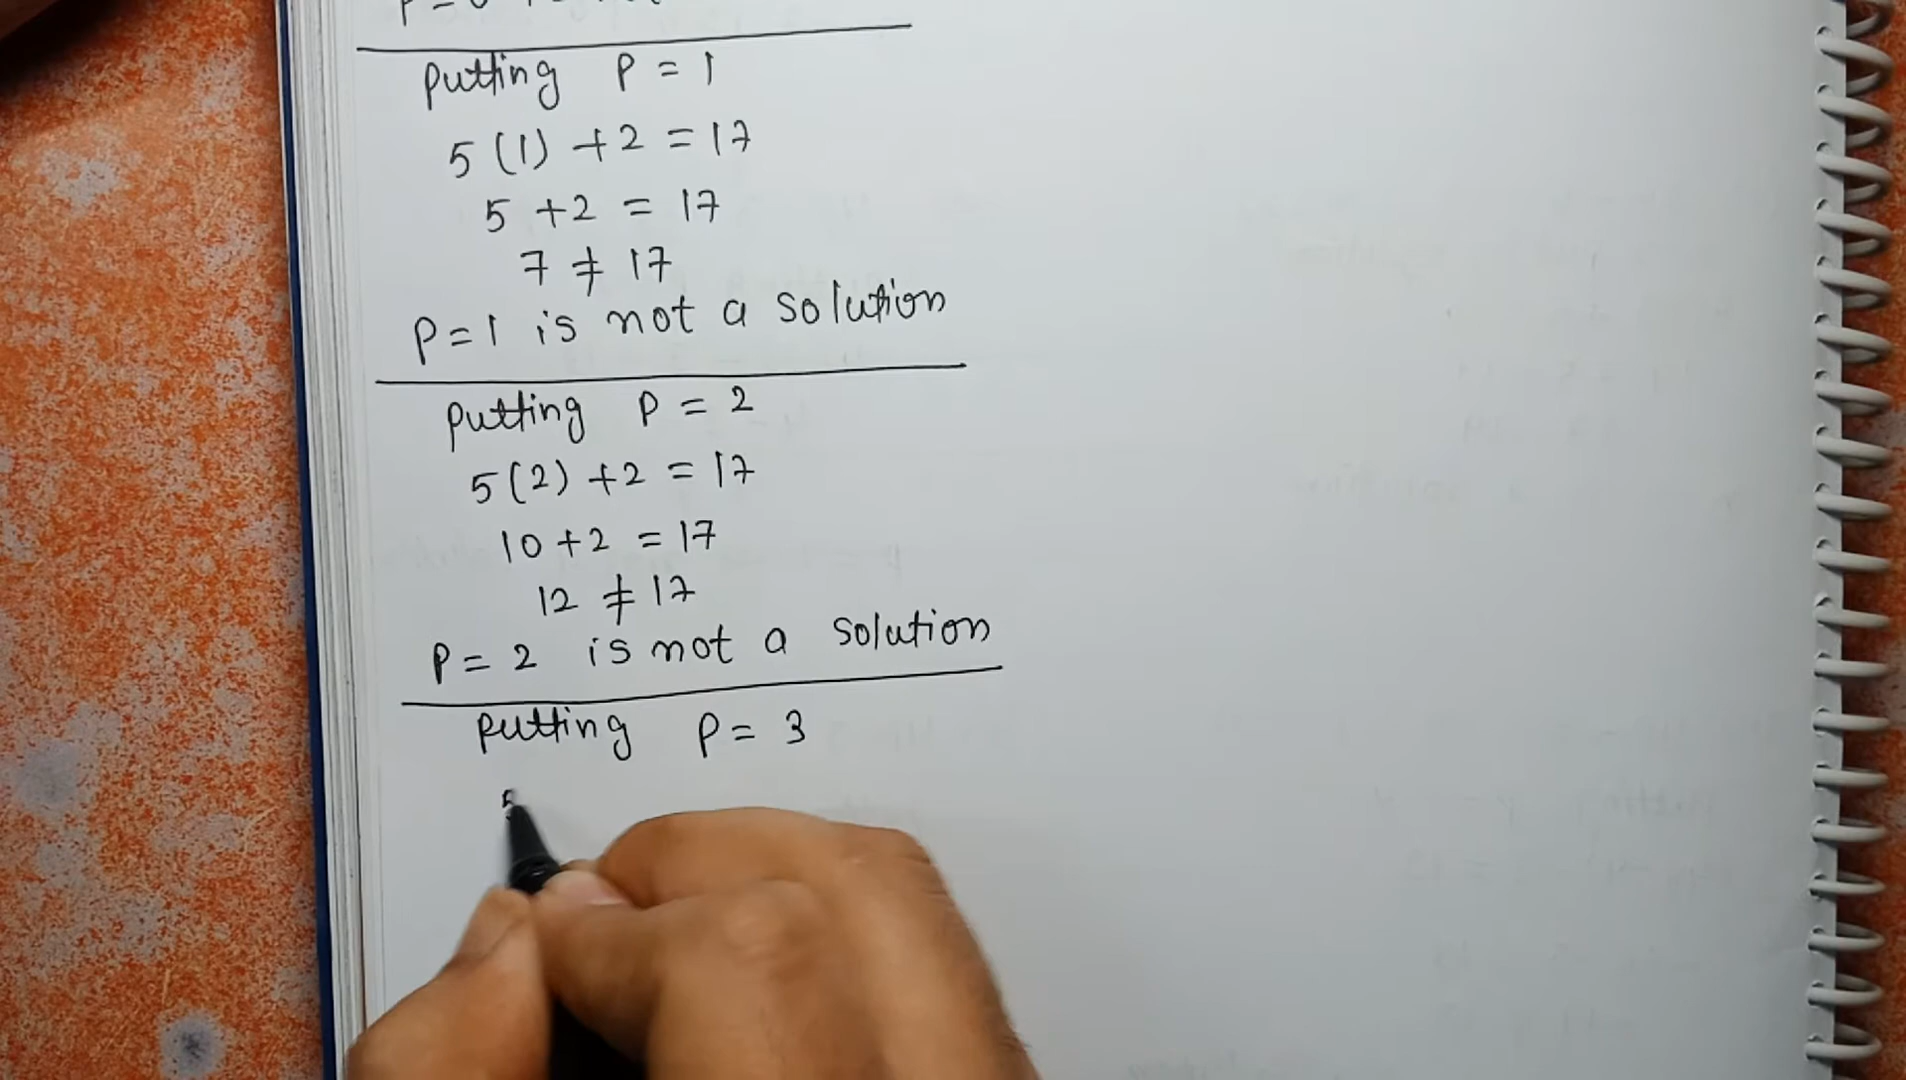 Putting P = 1
5 (1) +2 = 17
5 +2 = 17
7 ≠ 17
P=1 is not a solution
Putting P = 2
5(2) +2 = 17
10 +2 = 17
12 ≠ 17
P= 2 is not a solution
Putting P= 3
5